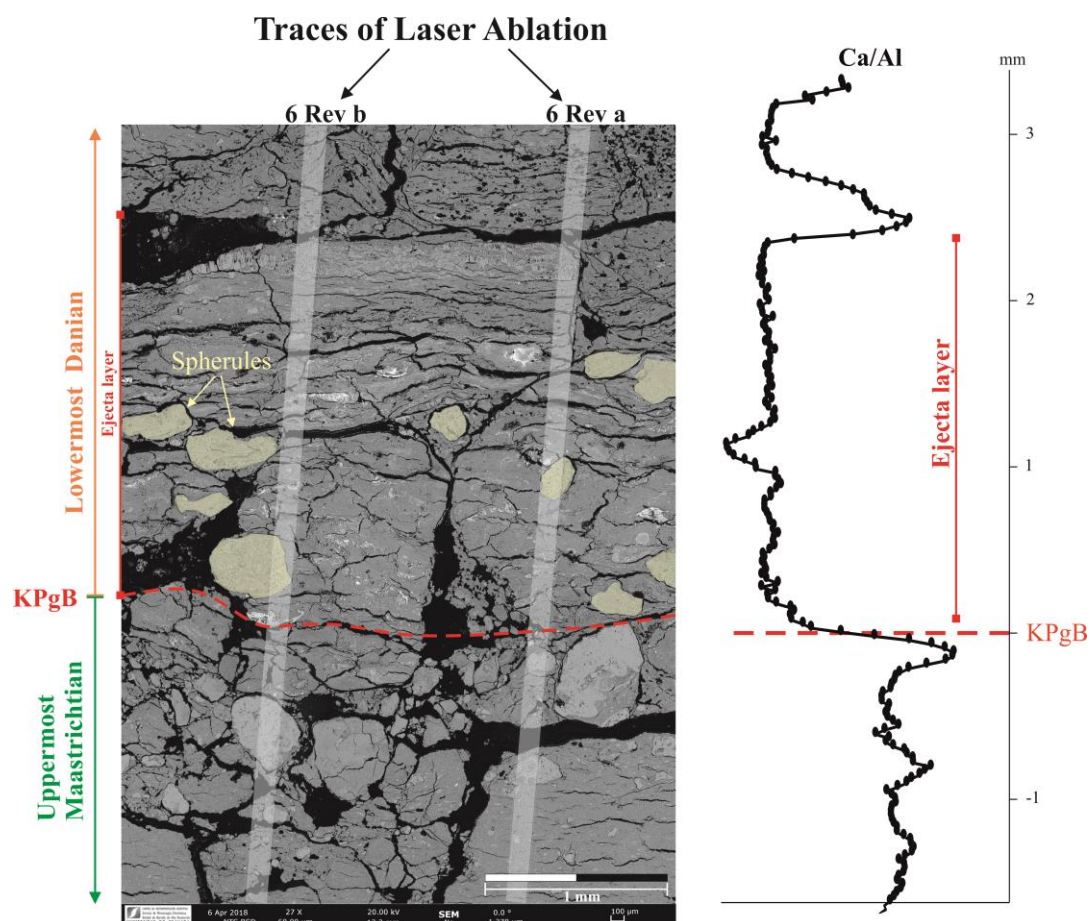 Traces of Laser Ablation
6 Rev b
6 Rev a
Ca/Al
mm
3
2
1
-1
Lowermost Danian
Ejecta layer
Spherules
KPgB
Uppermost
Maastrichtian
Ejecta layer
KPgB
1 mm
6 Apr 2018
27 X
20.00 kV
SEM
0.0 °
100 µm